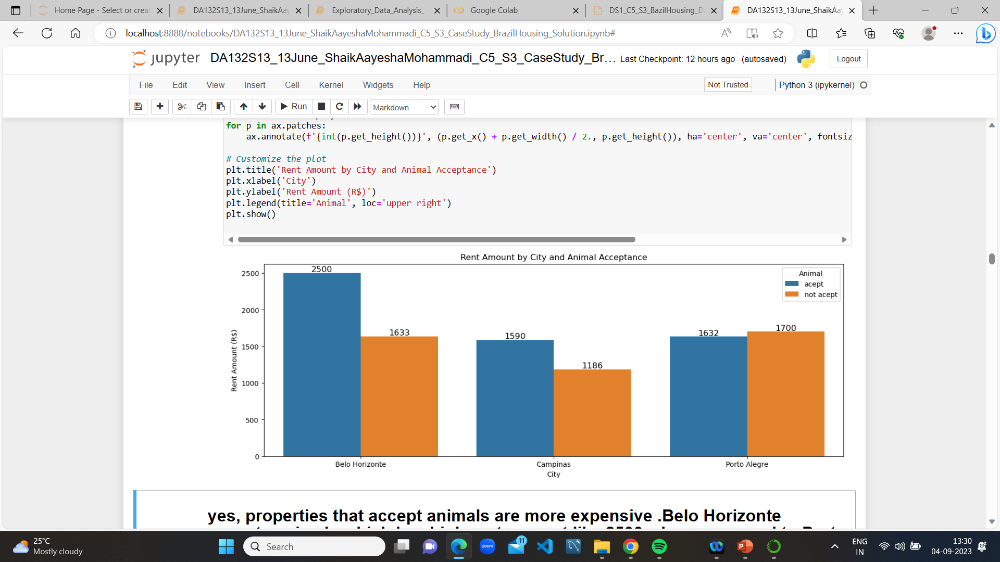 Home Page - Select or creat
DA132S13_13June_ShaikAay
Exploratory_Data_Analysis_
Google Colab
DS1_C5_S3_BazilHousing_D
DA132S13_13June_ShaikAay
localhost:8888/notebooks/DA132S13_13June_ShaikAayeshaMohammadi_C5_S3_CaseStudy_BrazilHousing_Solution.ipynb#
jupyter DA132S13_13June_ShaikAayeshaMohammadi_C5_S3_CaseStudy_Br... Last Checkpoint: 12 hours ago (autosaved) Logout
File Edit View Insert Cell Kernel Widgets Help Not Trusted Python 3 (ipykernel)
Run Markdown
for p in ax.patches:
ax.annotate(f'{int(p.get_height())}', (p.get_x() + p.get_width() / 2., p.get_height()), ha='center', va='center', fontsiz
# Customize the plot
plt.title('Rent Amount by City and Animal Acceptance')
plt.xlabel('City')
plt.ylabel('Rent Amount (R$)')
plt.legend(title='Animal', loc='upper right')
plt.show()
Rent Amount by City and Animal Acceptance
Rent Amount (R$)
2500
2000
1500
1000
500
0
2500
1633
1590
1186
1632
1700
Animal
acept
not acept
Belo Horizonte Campinas Porto Alegre
City
yes, properties that accept animals are more expensive .Belo Horizonte
25°C
Mostly cloudy
Search
zoom
11
ENG
IN
13:30
04-09-2023